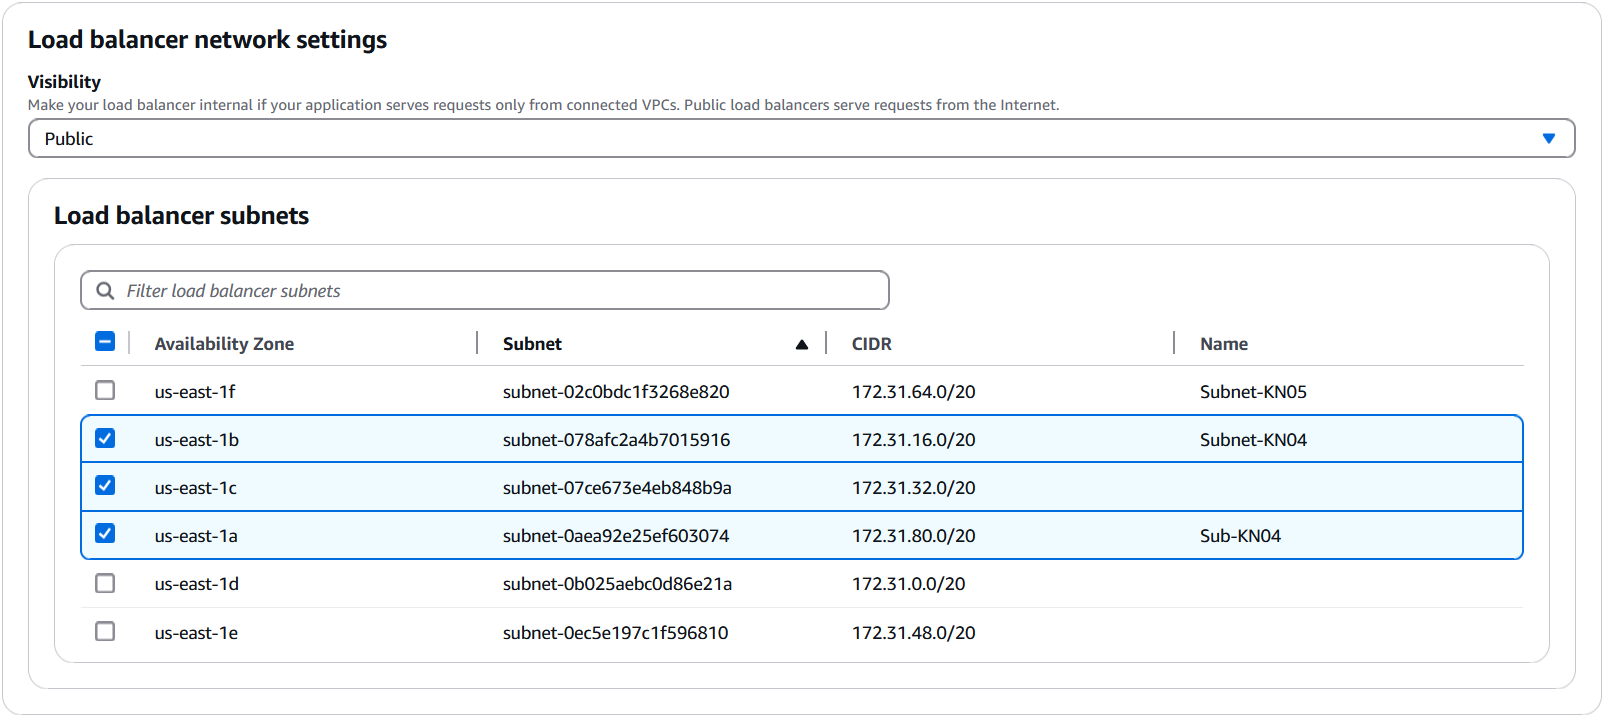 Load balancer network settings
Visibility
Make your load balancer internal if your application serves requests only from connected VPCs. Public load balancers serve requests from the Internet.
Public
Load balancer subnets
Filter load balancer subnets
Availability Zone Subnet CIDR Name
us-east-1f subnet-02c0bdc1f3268e820 172.31.64.0/20 Subnet-KN05
us-east-1b subnet-078afc2a4b7015916 172.31.16.0/20 Subnet-KN04
us-east-1c subnet-07ce673e4eb848b9a 172.31.32.0/20
us-east-1a subnet-0aea92e25ef603074 172.31.80.0/20 Sub-KN04
us-east-1d subnet-0b025aebc0d86e21a 172.31.0.0/20
us-east-1e subnet-0ec5e197c1f596810 172.31.48.0/20